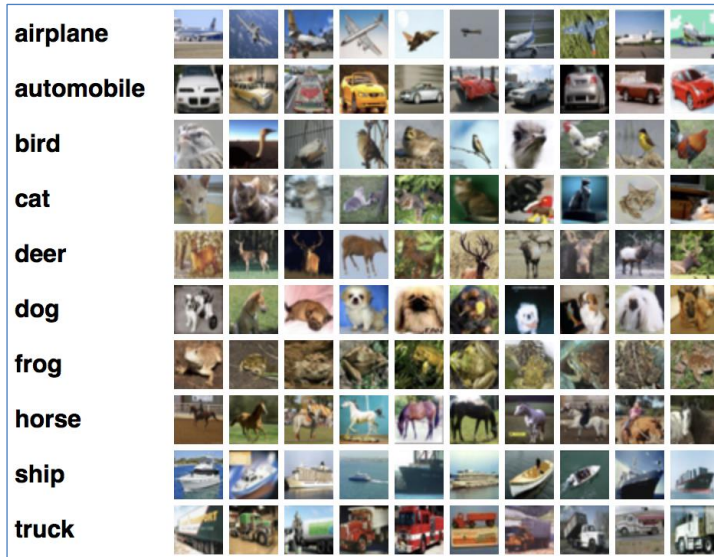 airplane
automobile
bird
cat
deer
dog
frog
horse
ship
truck